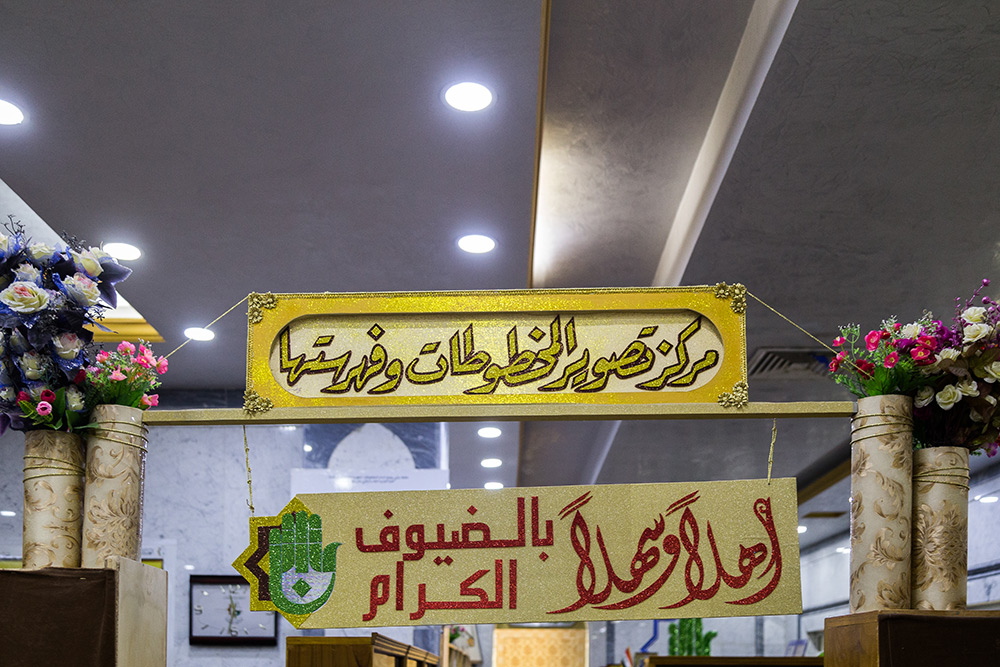 مركز تصوير المخطوطات وفهرستها
أهلاً وسهلاً بالضيوف
الكرام